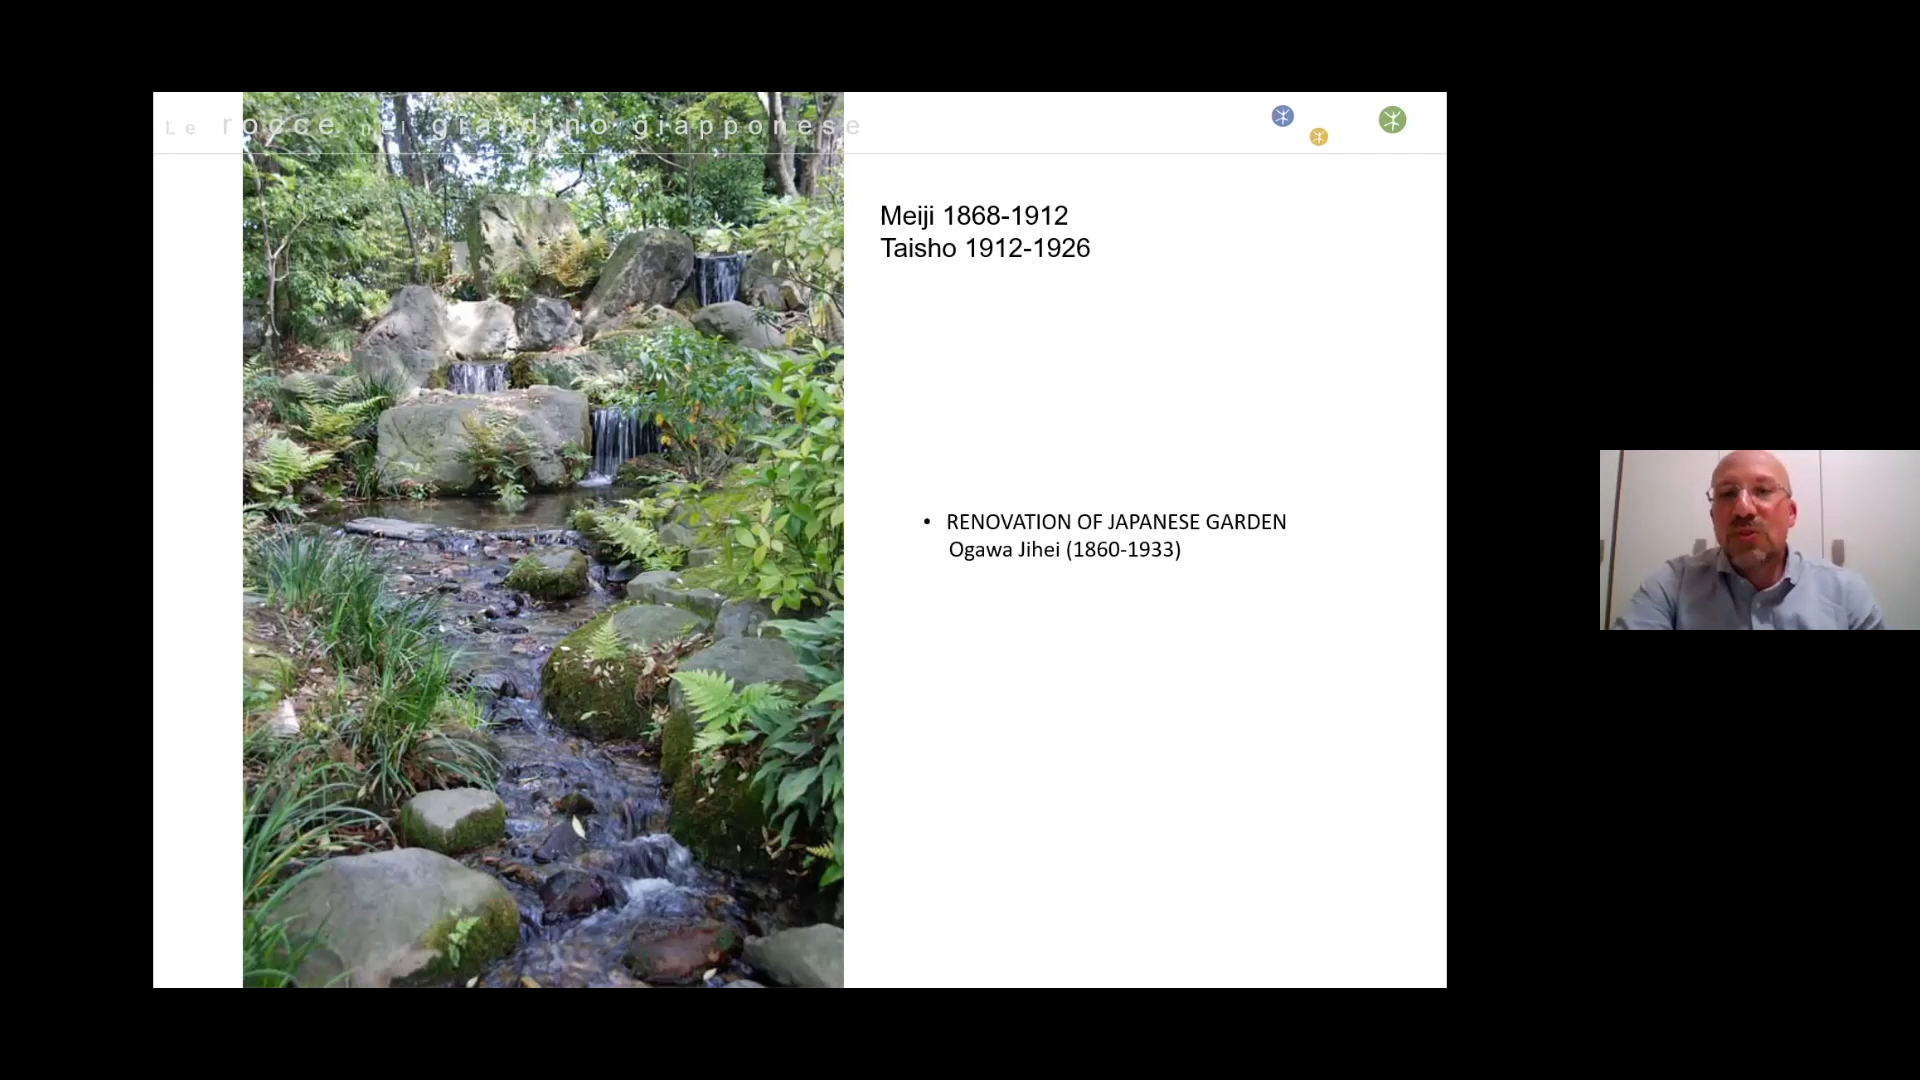 Le rocce nel giardino giapponese
Meiji 1868-1912
Taisho 1912-1926
• RENOVATION OF JAPANESE GARDEN
Ogawa Jihei (1860-1933)